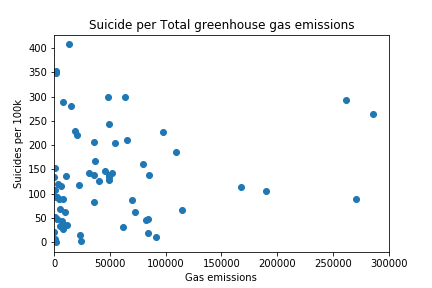 Suicide per Total greenhouse gas emissions
Suicides per 100k
400
350
300
250
200
150
100
50
0
0 50000 100000 150000 200000 250000 300000
Gas emissions